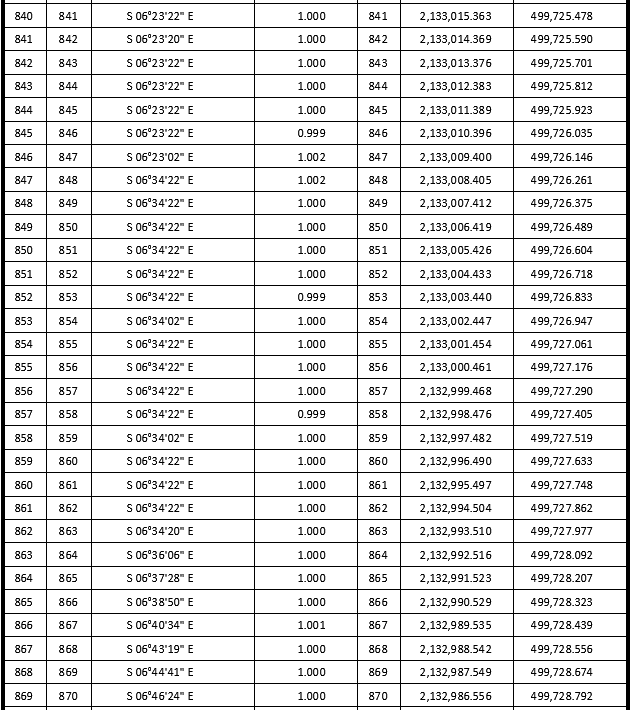 840 841 S 06°23'22" E 1.000 841 2,133,015.363 499,725.478
841 842 S 06°23'20" E 1.000 842 2,133,014.369 499,725.590
842 843 S 06°23'22" E 1.000 843 2,133,013.376 499,725.701
843 844 S 06°23'22" E 1.000 844 2,133,012.383 499,725.812
844 845 S 06°23'22" E 1.000 845 2,133,011.389 499,725.923
845 846 S 06°23'22" E 0.999 846 2,133,010.396 499,726.035
846 847 S 06°23'02" E 1.002 847 2,133,009.400 499,726.146
847 848 S 06°34'22" E 1.002 848 2,133,008.405 499,726.261
848 849 S 06°34'22" E 1.000 849 2,133,007.412 499,726.375
849 850 S 06°34'22" E 1.000 850 2,133,006.419 499,726.489
850 851 S 06°34'22" E 1.000 851 2,133,005.426 499,726.604
851 852 S 06°34'22" E 1.000 852 2,133,004.433 499,726.718
852 853 S 06°34'22" E 0.999 853 2,133,003.440 499,726.833
853 854 S 06°34'02" E 1.000 854 2,133,002.447 499,726.947
854 855 S 06°34'22" E 1.000 855 2,133,001.454 499,727.061
855 856 S 06°34'22" E 1.000 856 2,133,000.461 499,727.176
856 857 S 06°34'22" E 1.000 857 2,132,999.468 499,727.290
857 858 S 06°34'22" E 0.999 858 2,132,998.476 499,727.405
858 859 S 06°34'02" E 1.000 859 2,132,997.482 499,727.519
859 860 S 06°34'22" E 1.000 860 2,132,996.490 499,727.633
860 861 S 06°34'22" E 1.000 861 2,132,995.497 499,727.748
861 862 S 06°34'22" E 1.000 862 2,132,994.504 499,727.862
862 863 S 06°34'20" E 1.000 863 2,132,993.510 499,727.977
863 864 S 06°36'06" E 1.000 864 2,132,992.516 499,728.092
864 865 S 06°37'28" E 1.000 865 2,132,991.523 499,728.207
865 866 S 06°38'50" E 1.000 866 2,132,990.529 499,728.323
866 867 S 06°40'34" E 1.001 867 2,132,989.535 499,728.439
867 868 S 06°43'19" E 1.000 868 2,132,988.542 499,728.556
868 869 S 06°44'41" E 1.000 869 2,132,987.549 499,728.674
869 870 S 06°46'24" E 1.000 870 2,132,986.556 499,728.792